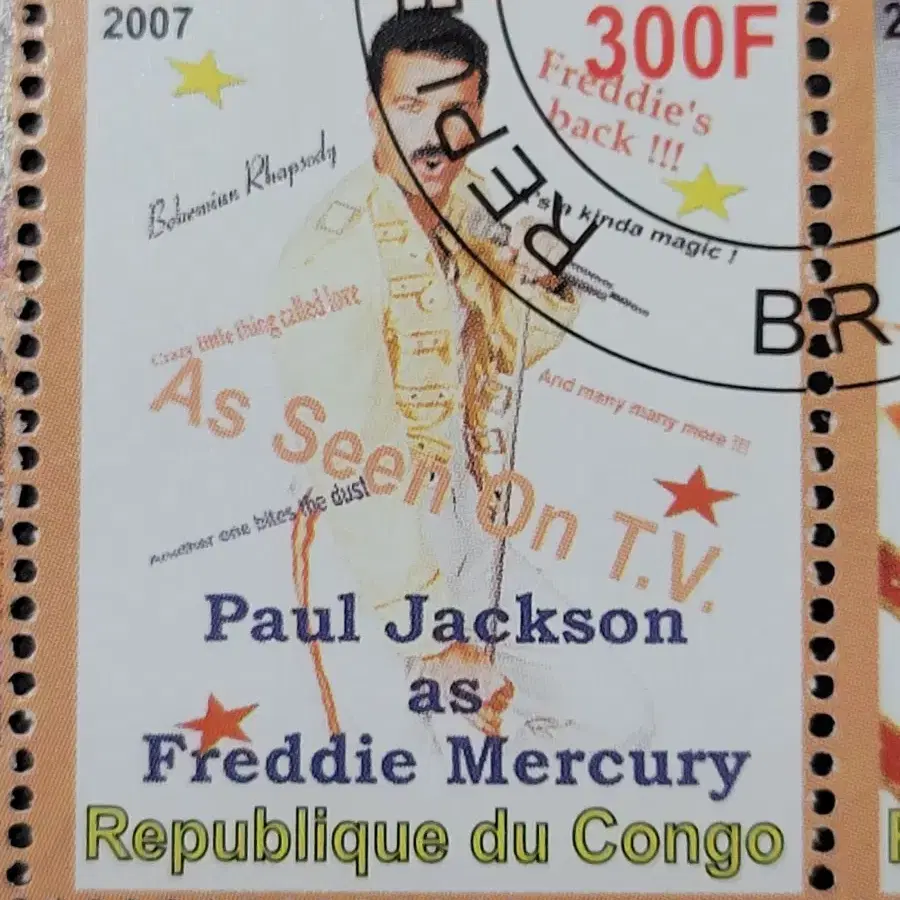 2007
300F
Freddie's
back !!!
Bohemian Rhapsody
kinda magic !
Crazy little thing called love
And many many more !!!
As Seen On T.V.
Another one bites the dust
Paul Jackson
as
Freddie Mercury
Republique du Congo
REP
BR